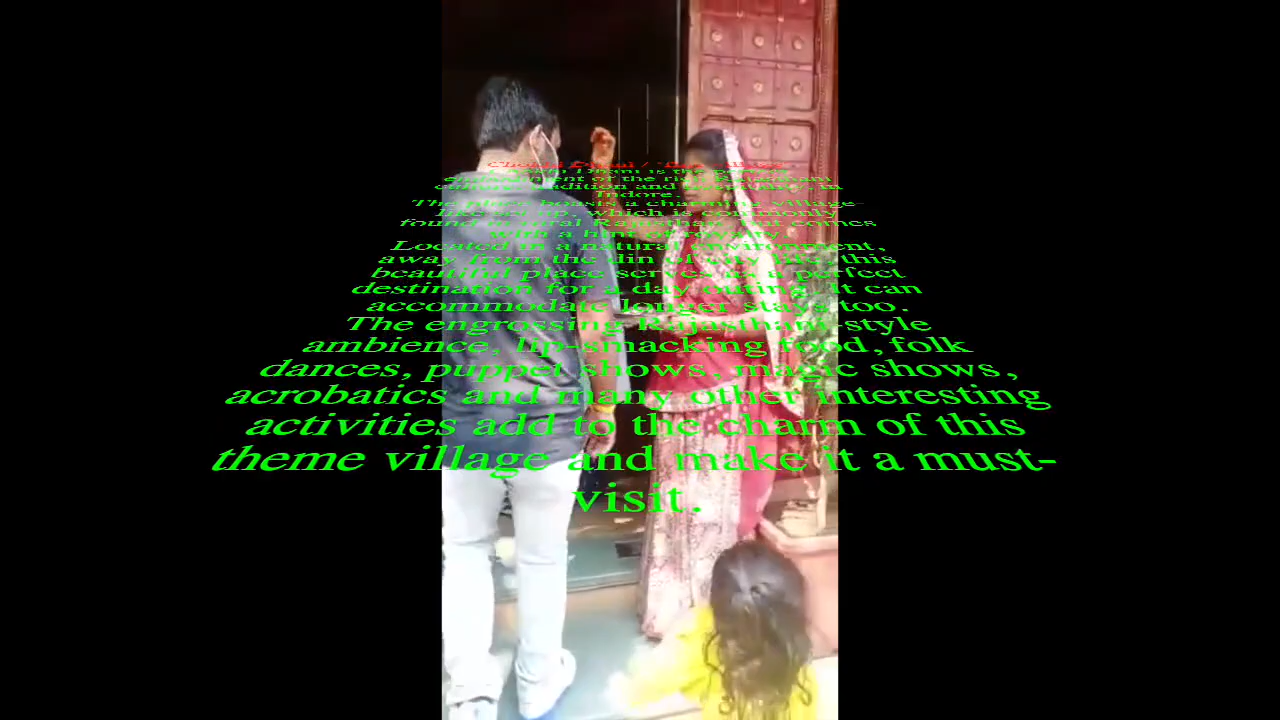 Chokhi Dhani /
Chokhi Dhani is the perfect
embodiment of the rich Rajasthani
culture, tradition and hospitality, in
Indore.
The place boasts a charming village-
like set up, which is commonly
found in rural Rajasthan but comes
with a hint of royalty.
Located in a natural environment,
away from the din of city life, this
beautiful place serves as a perfect
destination for a day outing. It can
accommodate longer stays too.
The engrossing Rajasthani-style
ambience, lip-smacking food, folk
dances, puppet shows, magic shows,
acrobatics and many other interesting
activities add to the charm of this
theme village and make it a must-
visit.